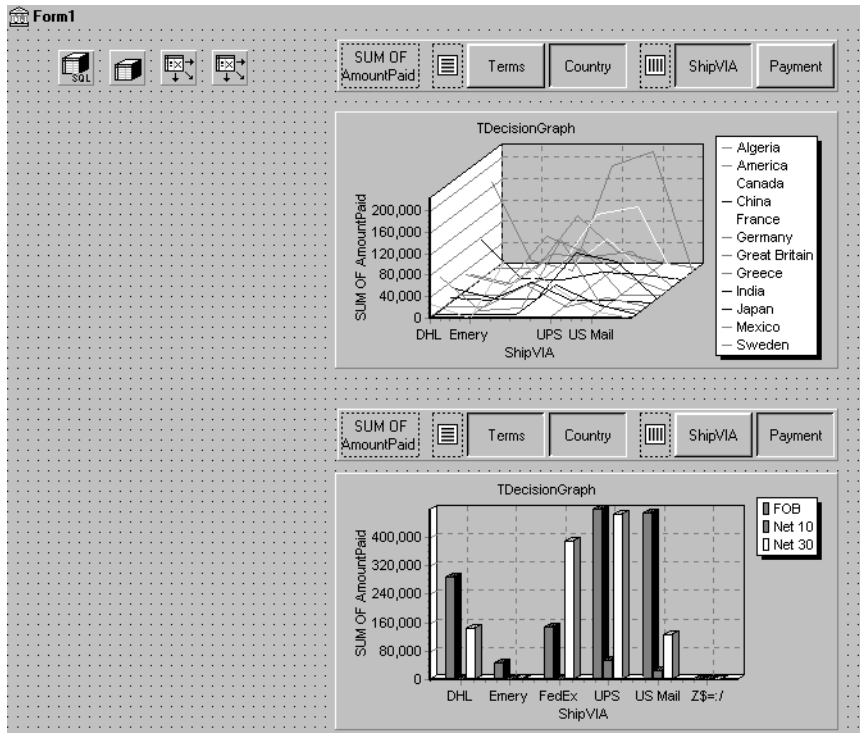 Form1
SQL
SUM OF
AmountPaid
Terms
Country
ShipVIA
Payment
TDecisionGraph
SUM OF AmountPaid
200,000
160,000
120,000
80,000
40,000
0
DHL Emery UPS US Mail
ShipVIA
Algeria
America
Canada
China
France
Germany
Great Britain
Greece
India
Japan
Mexico
Sweden
SUM OF
AmountPaid
Terms
Country
ShipVIA
Payment
TDecisionGraph
SUM OF AmountPaid
400,000
320,000
240,000
160,000
80,000
0
DHL Emery FedEx UPS US Mail Z$=:/
ShipVIA
FOB
Net 10
Net 30